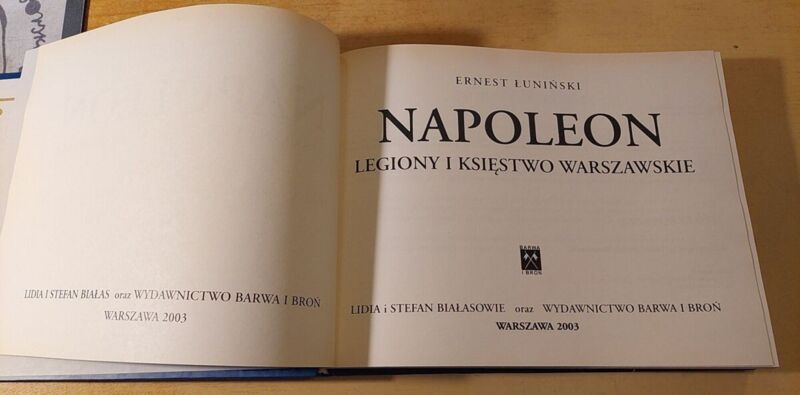 LIDIA I STEFAN BIAŁAS oraz WYDAWNICTWO BARWA I BROŃ
WARSZAWA 2003
ERNEST ŁUNIŃSKI
NAPOLEON
LEGIONY I KSIĘSTWO WARSZAWSKIE
BARWA
I BROŃ
LIDIA i STEFAN BIAŁASOWIE oraz WYDAWNICTWO BARWA I BROŃ
WARSZAWA 2003